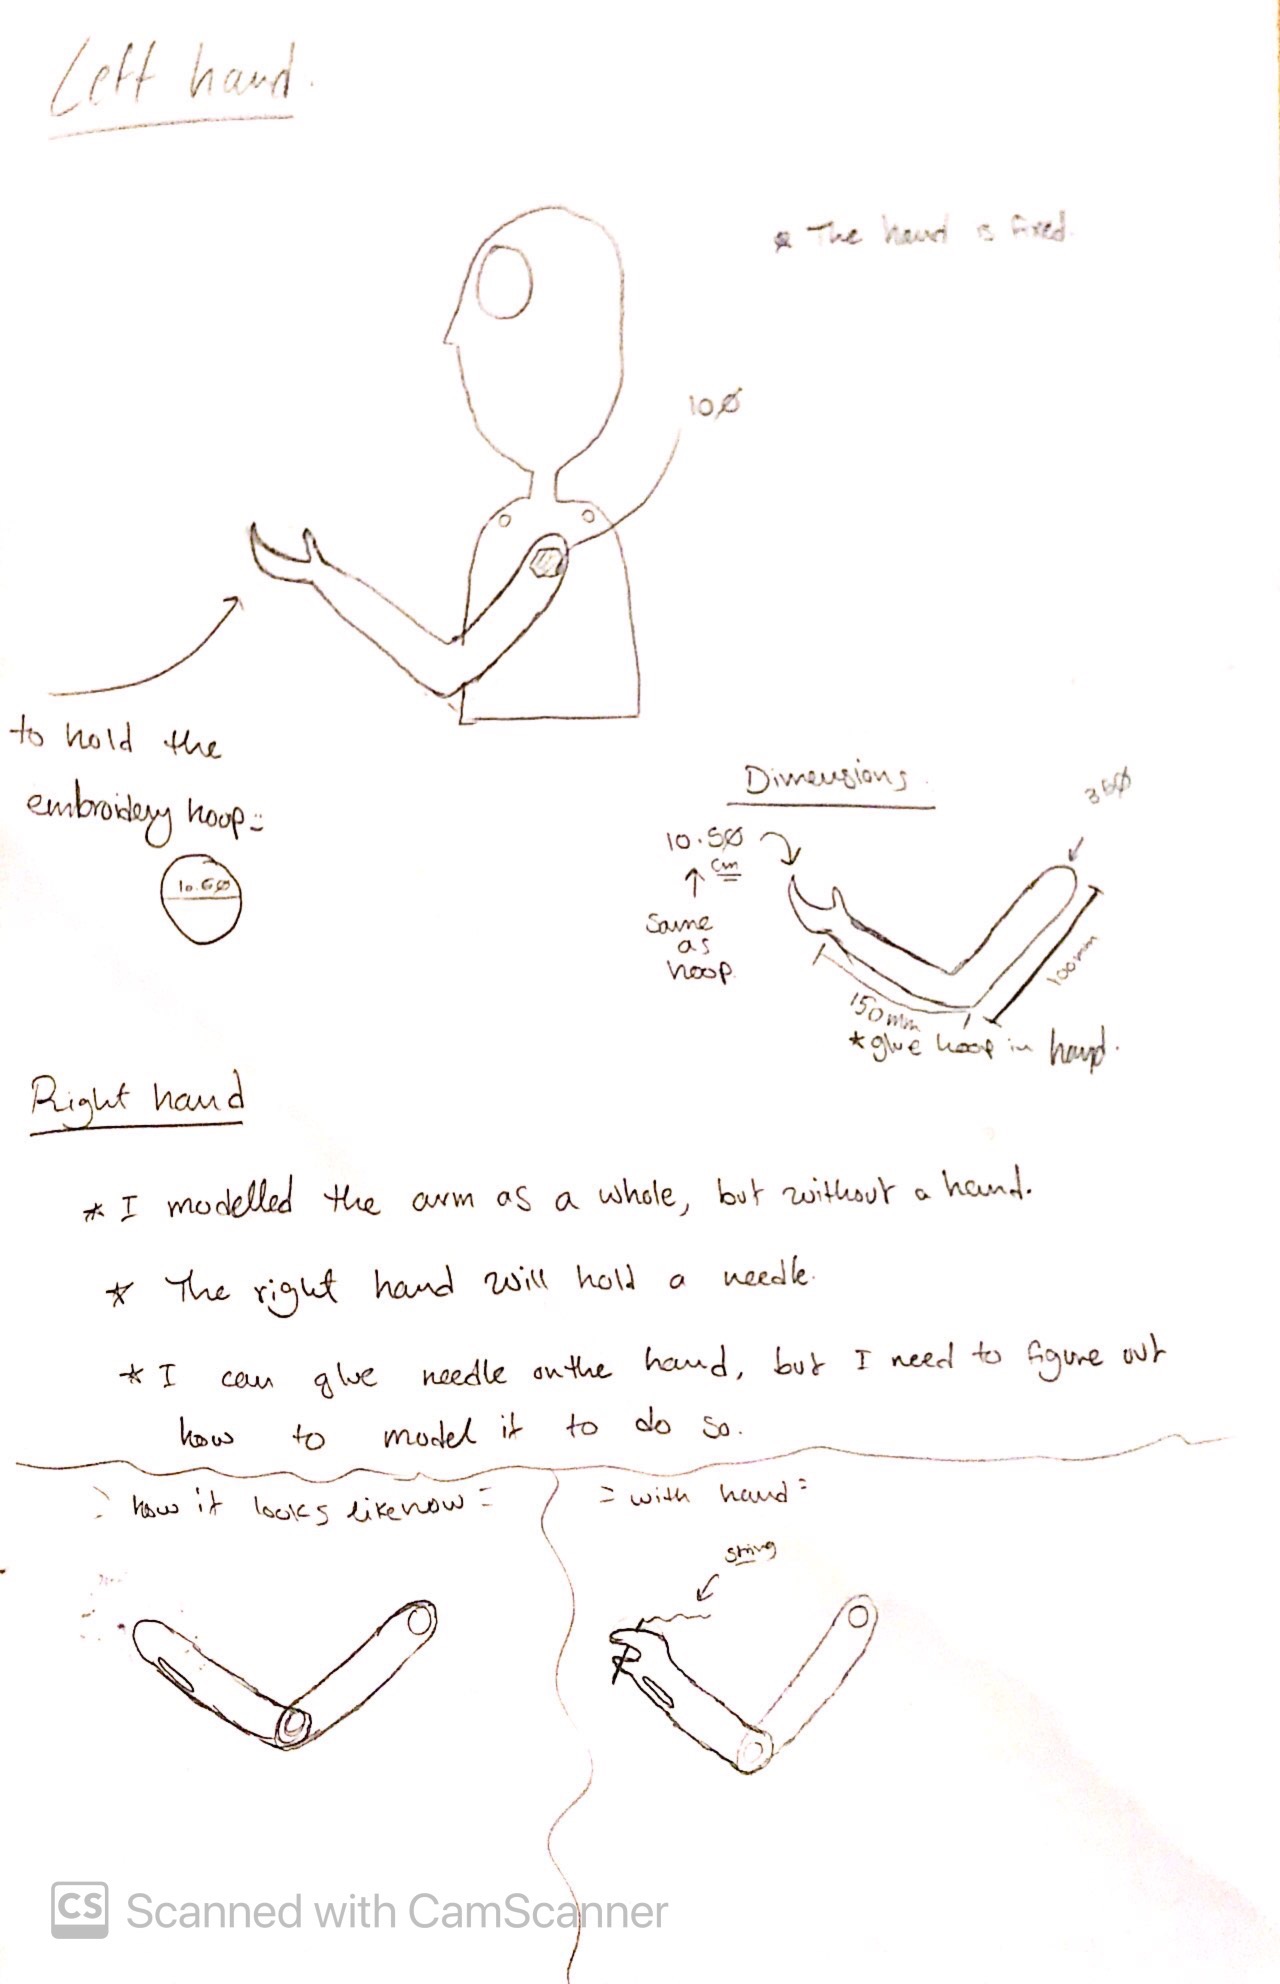 Left hand.
* The hand is fixed.
10Ø
to hold the
embroidery hoop:
Dimensions.
10.5Ø
cm
Same
as
hoop.
100mm
150mm
*glue hoop in hand.
Right hand
* I modelled the arm as a whole, but without a hand.
* The right hand will hold a needle.
* I can glue needle on the hand, but I need to figure out
how to model it to do so.
how it looks like now =
= with hand =
string
CS Scanned with CamScanner